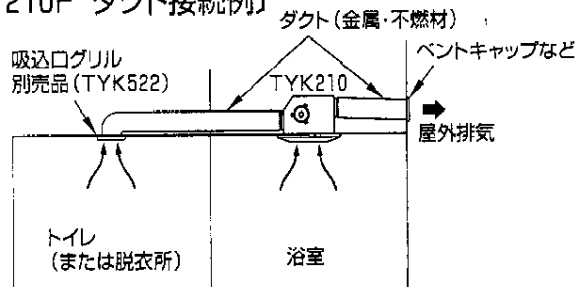 210F ダクト接続例〕
ダクト(金属・不燃材)
ベントキャップなど
吸込口グリル
別売品(TYK522)
TYK210
屋外排気
トイレ
(または脱衣所)
浴室